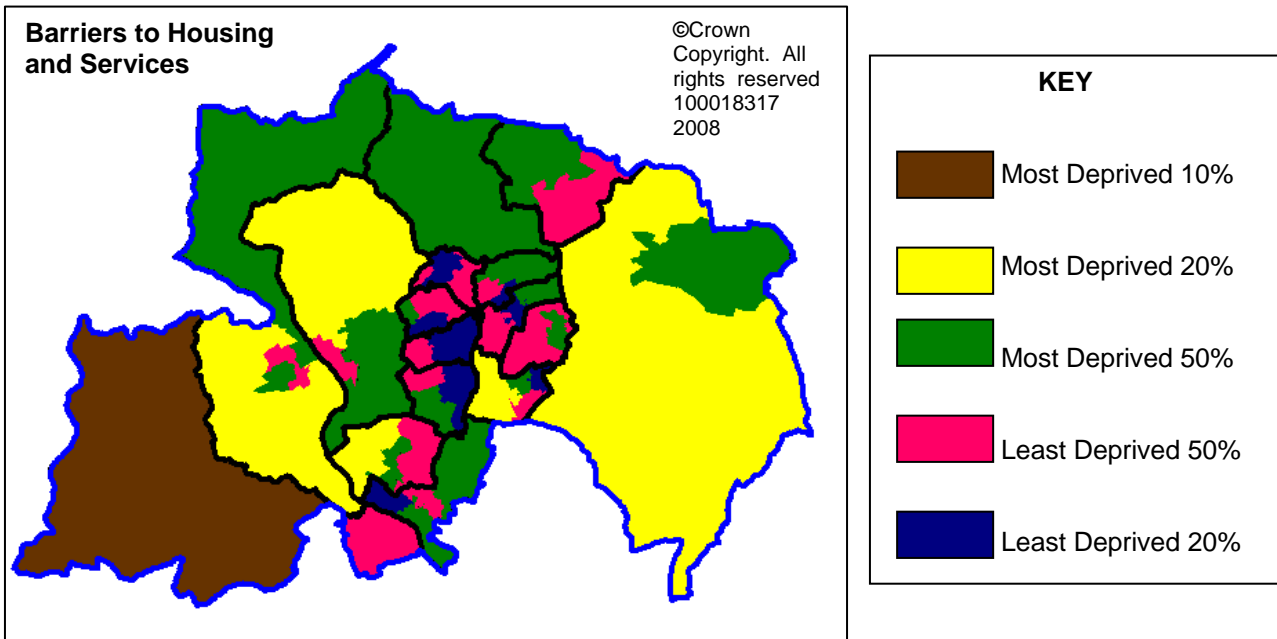 Barriers to Housing
and Services
©Crown
Copyright. All
rights reserved
100018317
2008
KEY
Most Deprived 10%
Most Deprived 20%
Most Deprived 50%
Least Deprived 50%
Least Deprived 20%